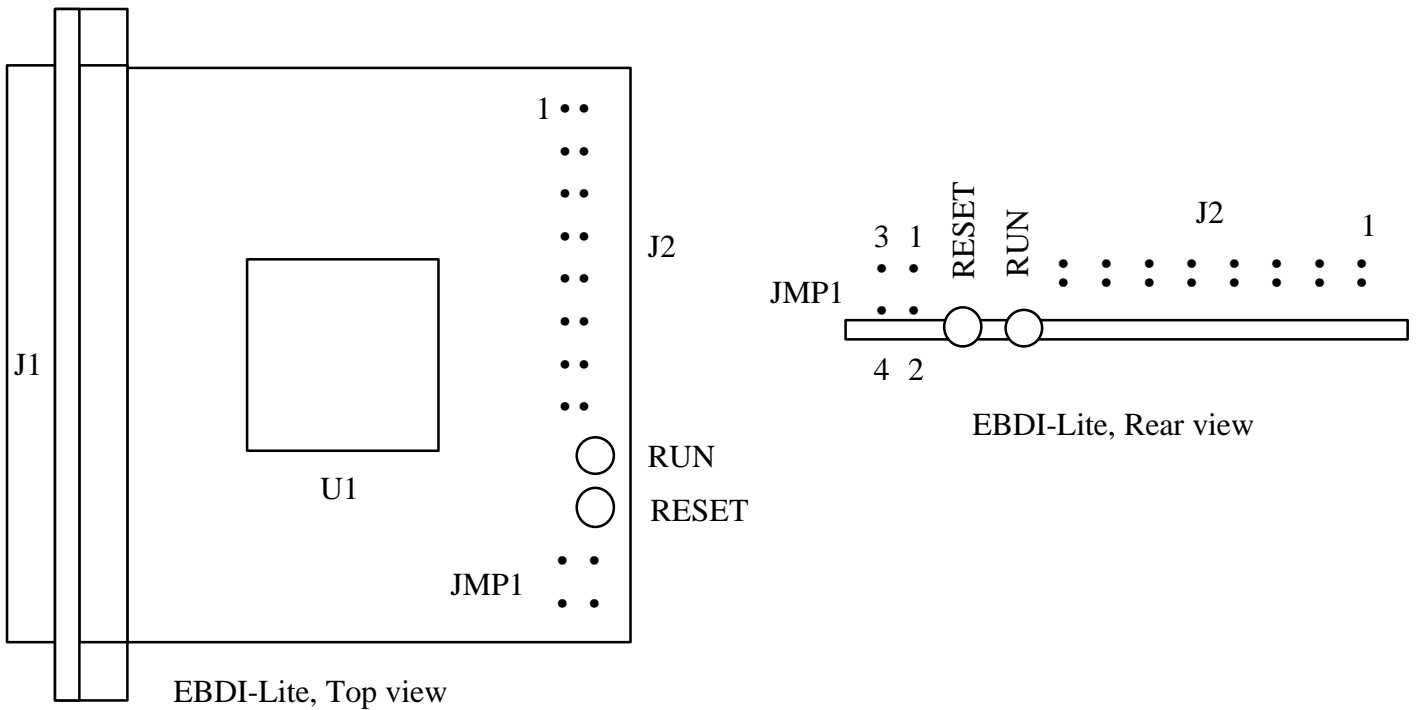 1
J2
J1
U1
RUN
RESET
JMP1
EBDI-Lite, Top view
3 1
RESET
RUN
J2
1
JMP1
4 2
EBDI-Lite, Rear view